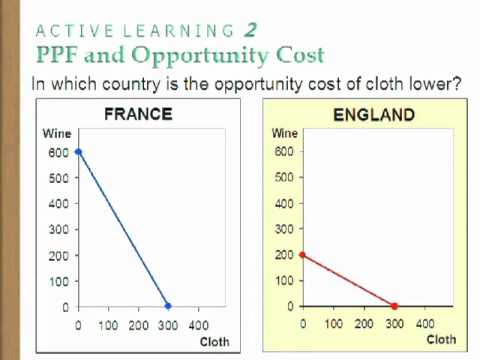 ACTIVE LEARNING 2
PPF and Opportunity Cost
In which country is the opportunity cost of cloth lower?
FRANCE
Wine
600
500
400
300
200
100
0
0 100 200 300 400
Cloth
ENGLAND
Wine
600
500
400
300
200
100
0
0 100 200 300 400
Cloth